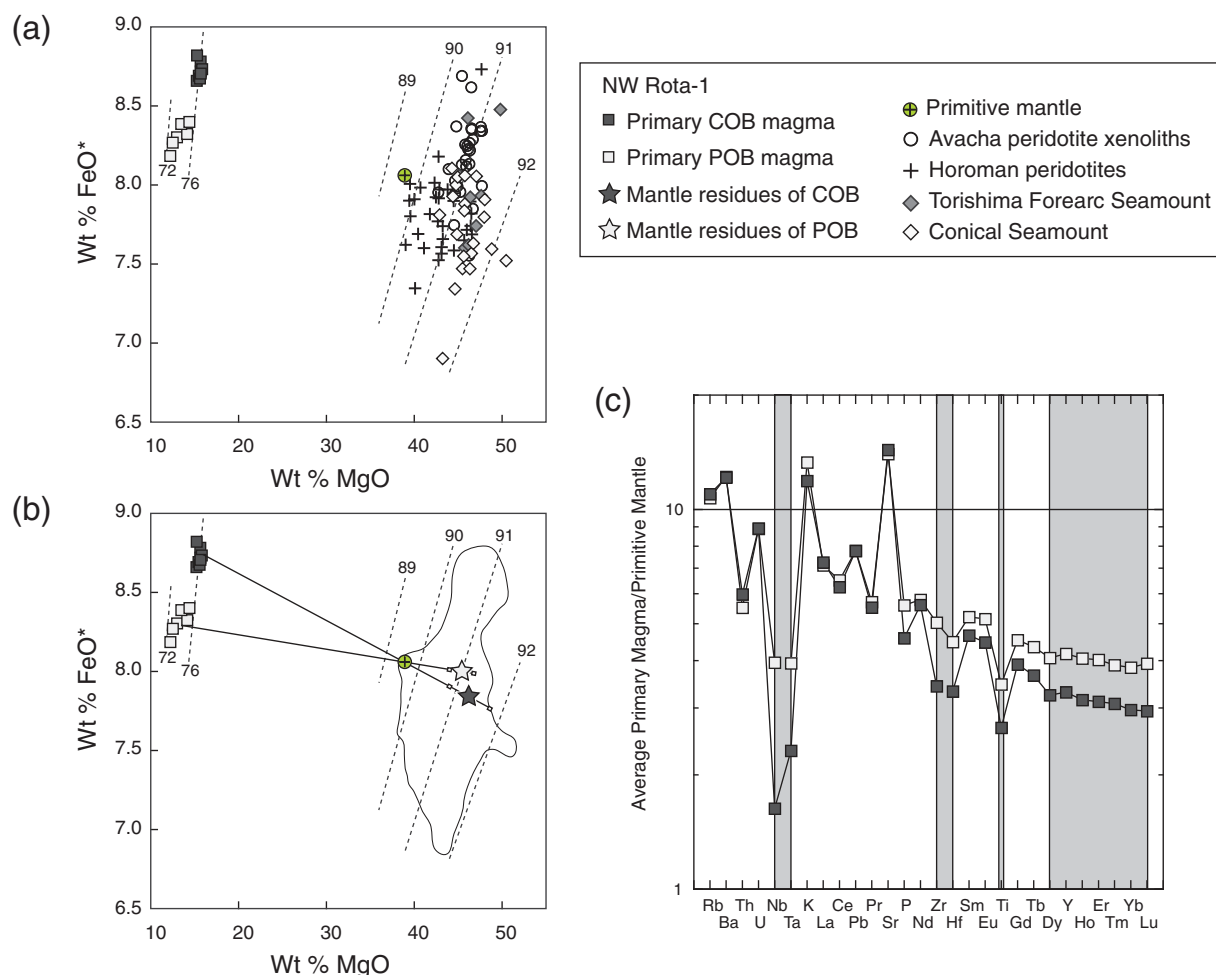 (a)
9.0
8.5
8.0
7.5
7.0
6.5
Wt % FeO*
10 20 30 40 50
Wt % MgO
72
76
89
90
91
92
NW Rota-1
Primary COB magma
Primary POB magma
Mantle residues of COB
Mantle residues of POB
Primitive mantle
Avacha peridotite xenoliths
Horoman peridotites
Torishima Forearc Seamount
Conical Seamount
(b)
9.0
8.5
8.0
7.5
7.0
6.5
Wt % FeO*
10 20 30 40 50
Wt % MgO
72
76
89
90
91
92
(c)
Average Primary Magma/Primitive Mantle
10
1
Rb Th Nb K Ce Pr P Zr Sm Ti Tb Y Er Yb
Ba U Ta La Pb Sr Nd Hf Eu Gd Dy Ho Tm Lu